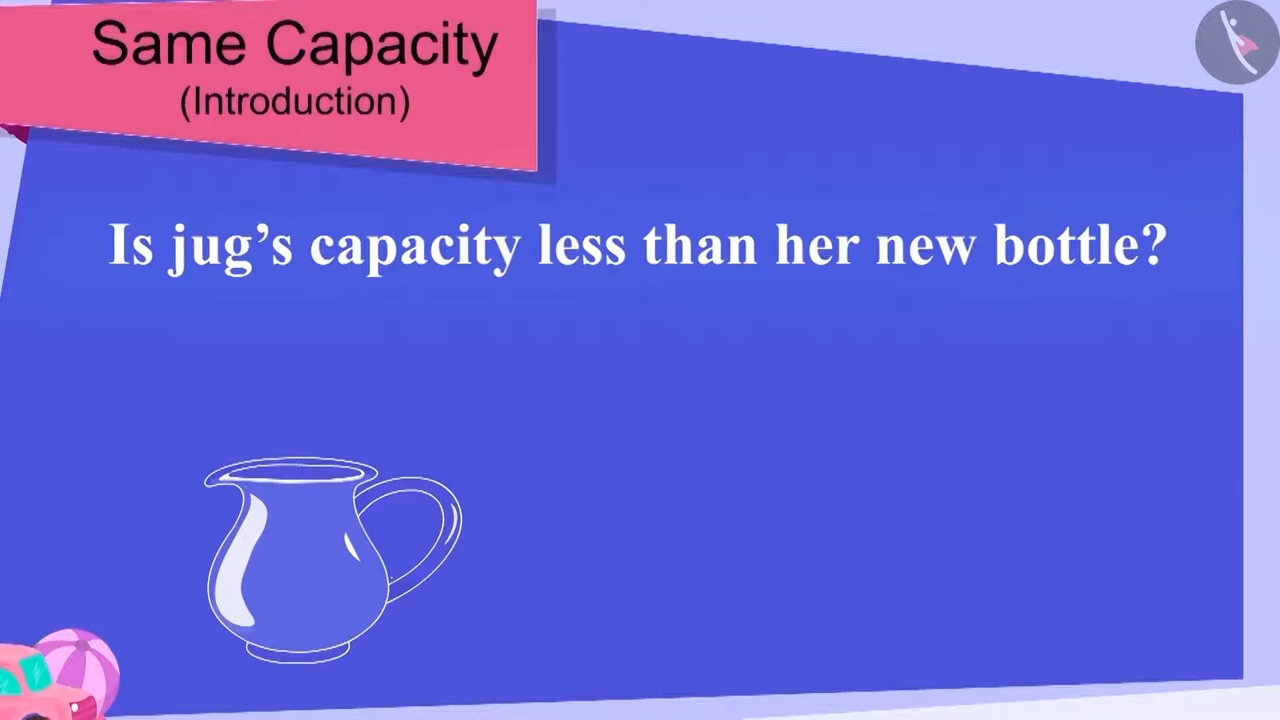 Same Capacity
(Introduction)
Is jug’s capacity less than her new bottle?